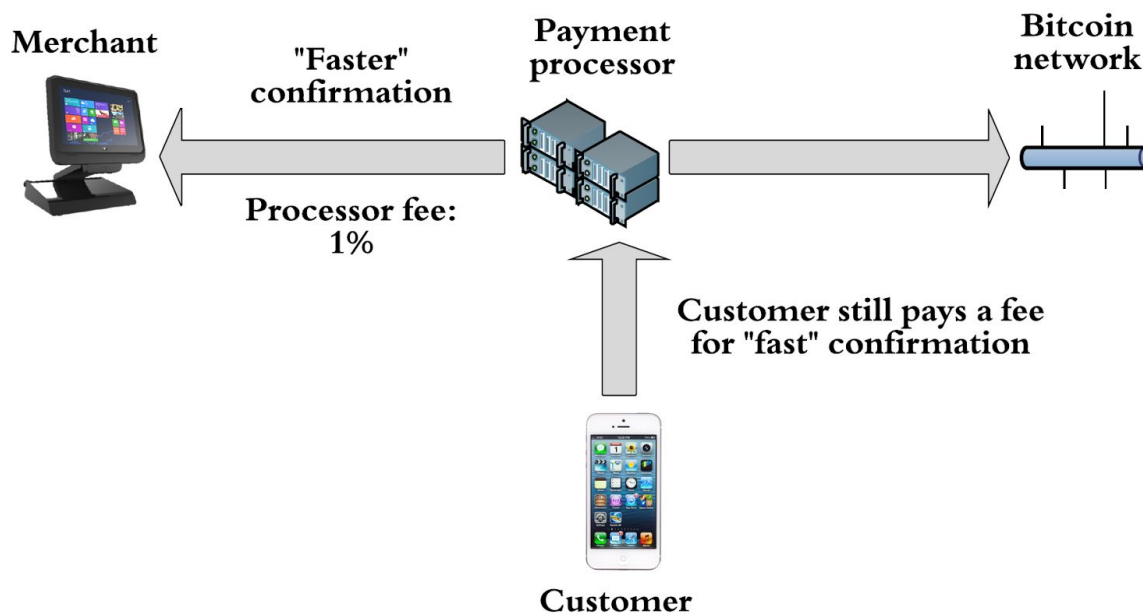 Merchant
"Faster"
confirmation
Processor fee:
1%
Payment
processor
Bitcoin
network
Customer still pays a fee
for "fast" confirmation
Customer